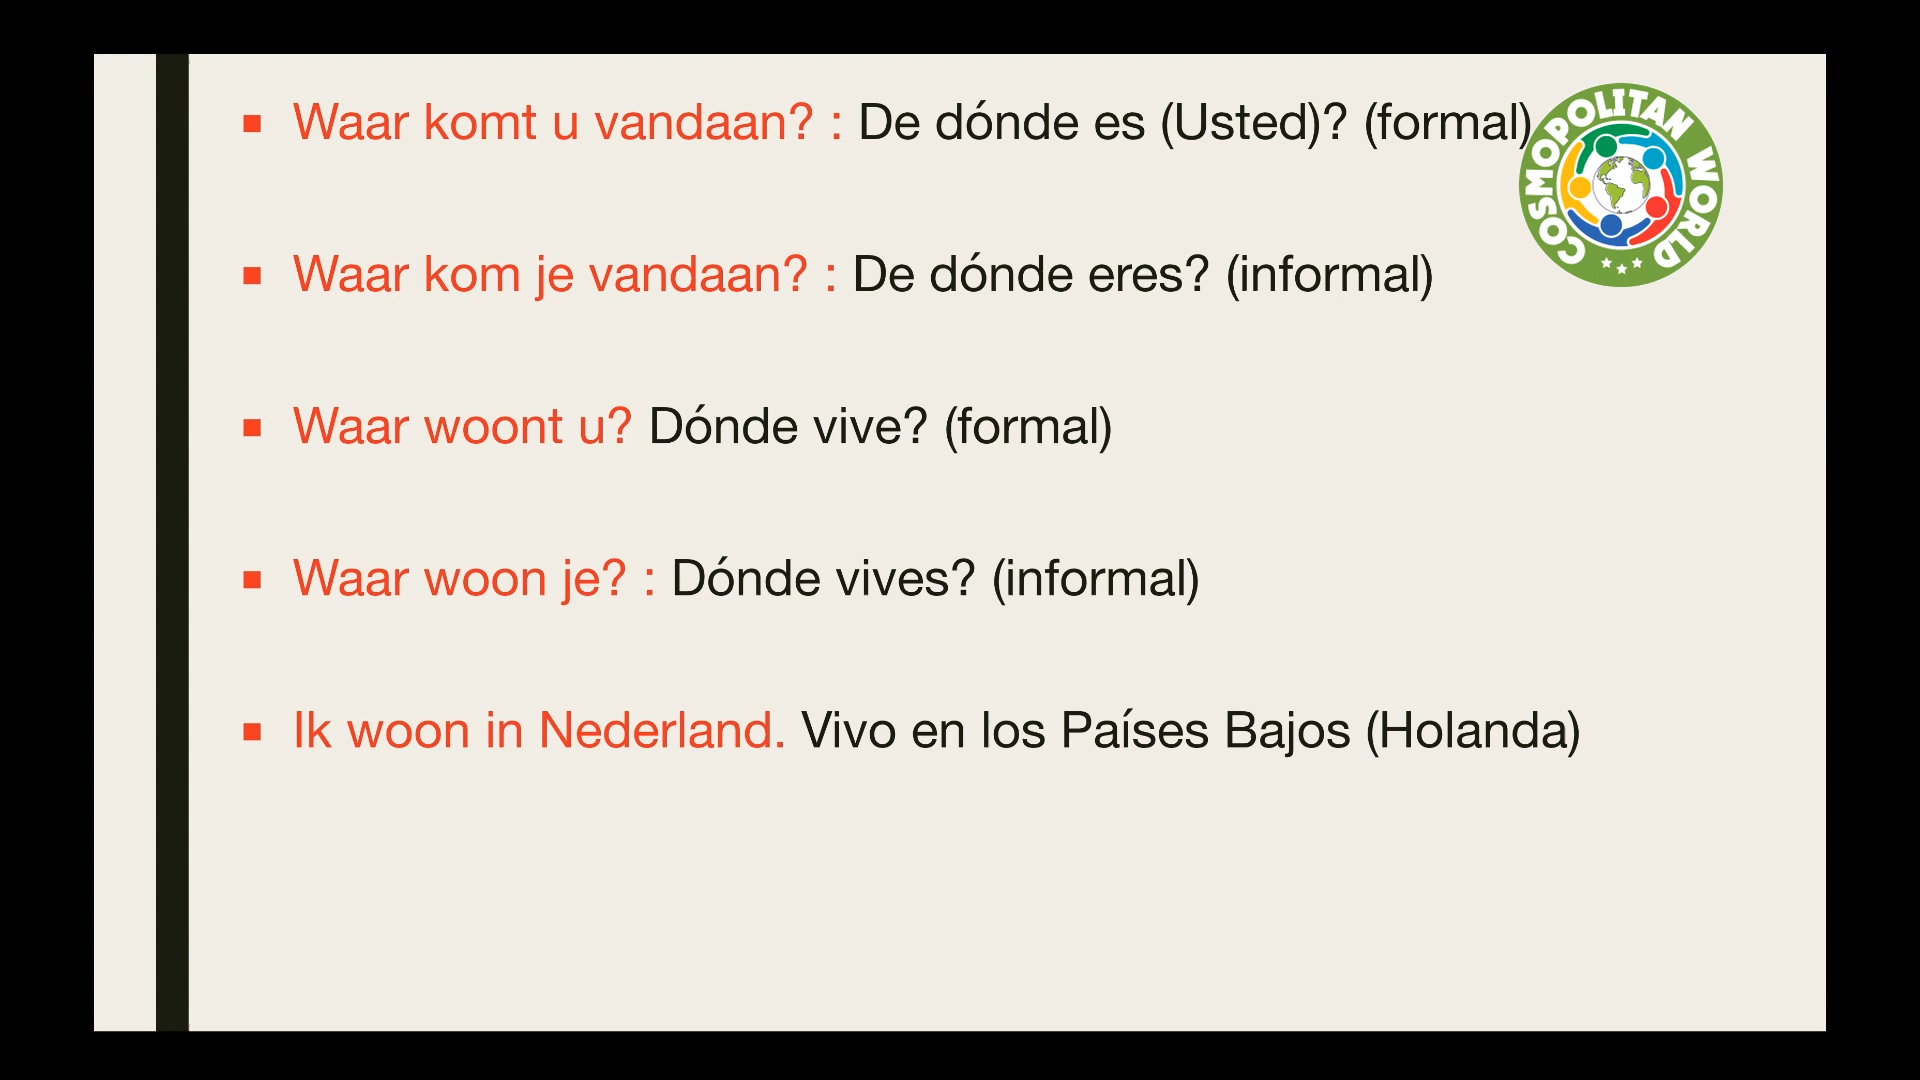 Waar komt u vandaan? : De dónde es (Usted)? (formal)
COSMOPOLITAN WORLD
Waar kom je vandaan? : De dónde eres? (informal)
Waar woont u? Dónde vive? (formal)
Waar woon je? : Dónde vives? (informal)
Ik woon in Nederland. Vivo en los Países Bajos (Holanda)